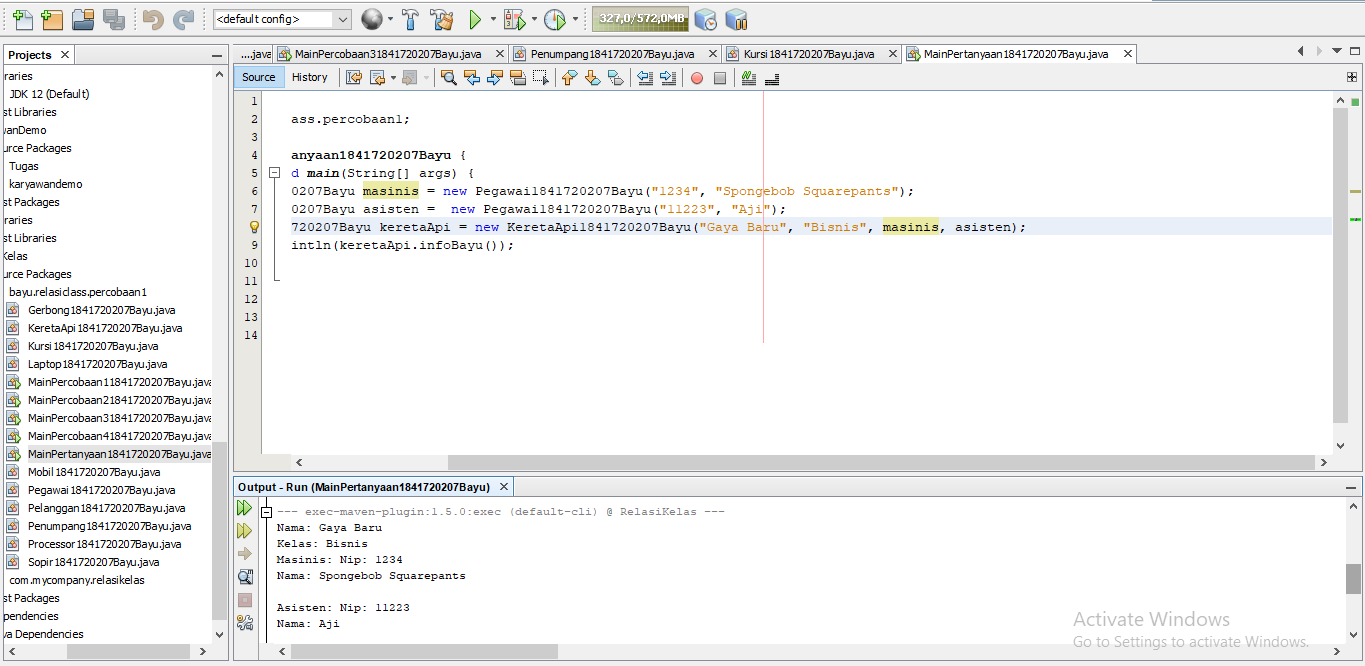 <default config>
327,0/572,0MB
Projects
raries
JDK 12 (Default)
st Libraries
vanDemo
urce Packages
Tugas
karyawandemo
st Packages
raries
st Libraries
Kelas
urce Packages
bayu.relasiclass.percobaan1
Gerbong1841720207Bayu.java
KeretaApi1841720207Bayu.java
Kursi1841720207Bayu.java
Laptop1841720207Bayu.java
MainPercobaan11841720207Bayu.java
MainPercobaan21841720207Bayu.java
MainPercobaan31841720207Bayu.java
MainPercobaan41841720207Bayu.java
MainPertanyaan1841720207Bayu.java
Mobil1841720207Bayu.java
Pegawai1841720207Bayu.java
Pelanggan1841720207Bayu.java
Penumpang1841720207Bayu.java
Processor1841720207Bayu.java
Sopir1841720207Bayu.java
com.mycompany.relasikelas
st Packages
pendencies
va Dependencies
....java MainPercobaan31841720207Bayu.java Penumpang1841720207Bayu.java Kursi1841720207Bayu.java MainPertanyaan1841720207Bayu.java
Source History
1
2 ass.percobaan1;
3
4 anyaan1841720207Bayu {
5 d main(String[] args) {
6 0207Bayu masinis = new Pegawai1841720207Bayu("1234", "Spongebob Squarepants");
7 0207Bayu asisten =  new Pegawai1841720207Bayu("11223", "Aji");
720207Bayu keretaApi = new KeretaApi1841720207Bayu("Gaya Baru", "Bisnis", masinis, asisten);
9 intln(keretaApi.infoBayu());
10
11
12
13
14
Output - Run (MainPertanyaan1841720207Bayu)
--- exec-maven-plugin:1.5.0:exec (default-cli) @ RelasiKelas ---
Nama: Gaya Baru
Kelas: Bisnis
Masinis: Nip: 1234
Nama: Spongebob Squarepants
Asisten: Nip: 11223
Nama: Aji
Activate Windows
Go to Settings to activate Windows.